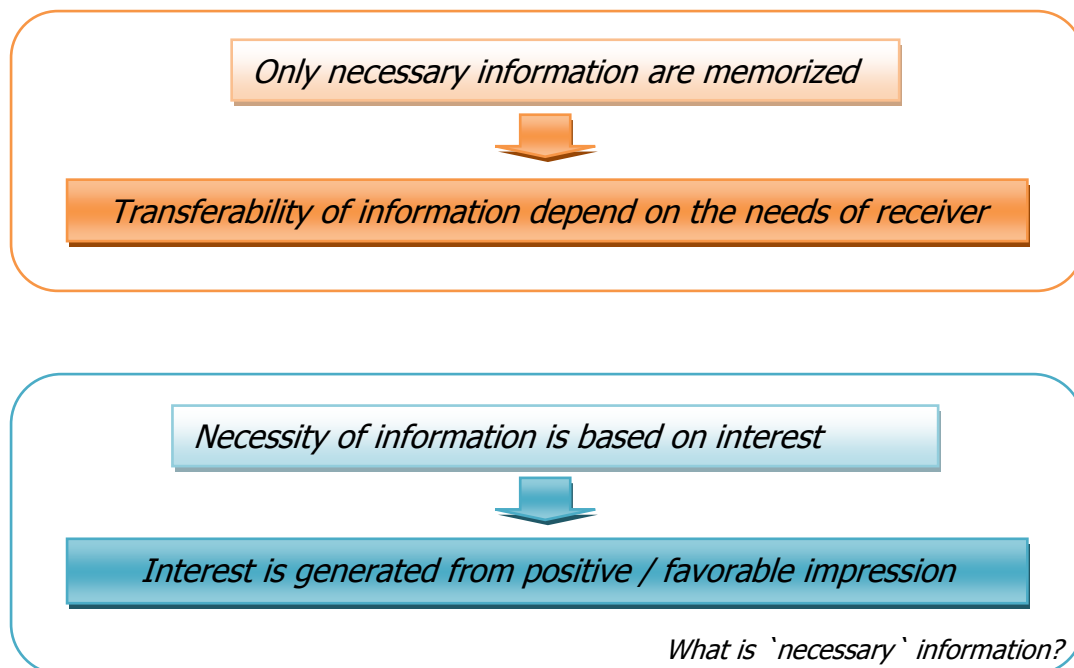 Only necessary information are memorized
Transferability of information depend on the needs of receiver
Necessity of information is based on interest
Interest is generated from positive / favorable impression
What is `necessary` information?